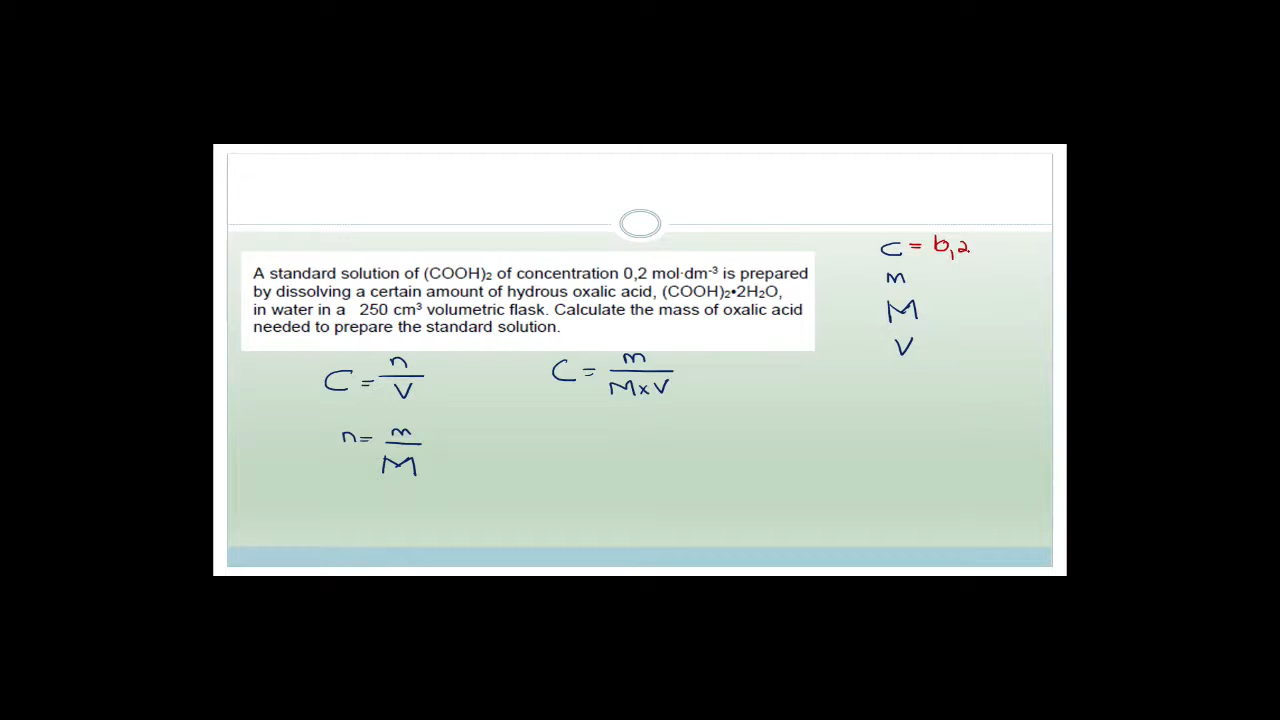 A standard solution of (COOH)₂ of concentration 0,2 mol·dm⁻³ is prepared
by dissolving a certain amount of hydrous oxalic acid, (COOH)₂•2H₂O,
in water in a 250 cm³ volumetric flask. Calculate the mass of oxalic acid
needed to prepare the standard solution.
C = 0,2
m
M
V
C = n/V
C = m/M×V
n = m/M